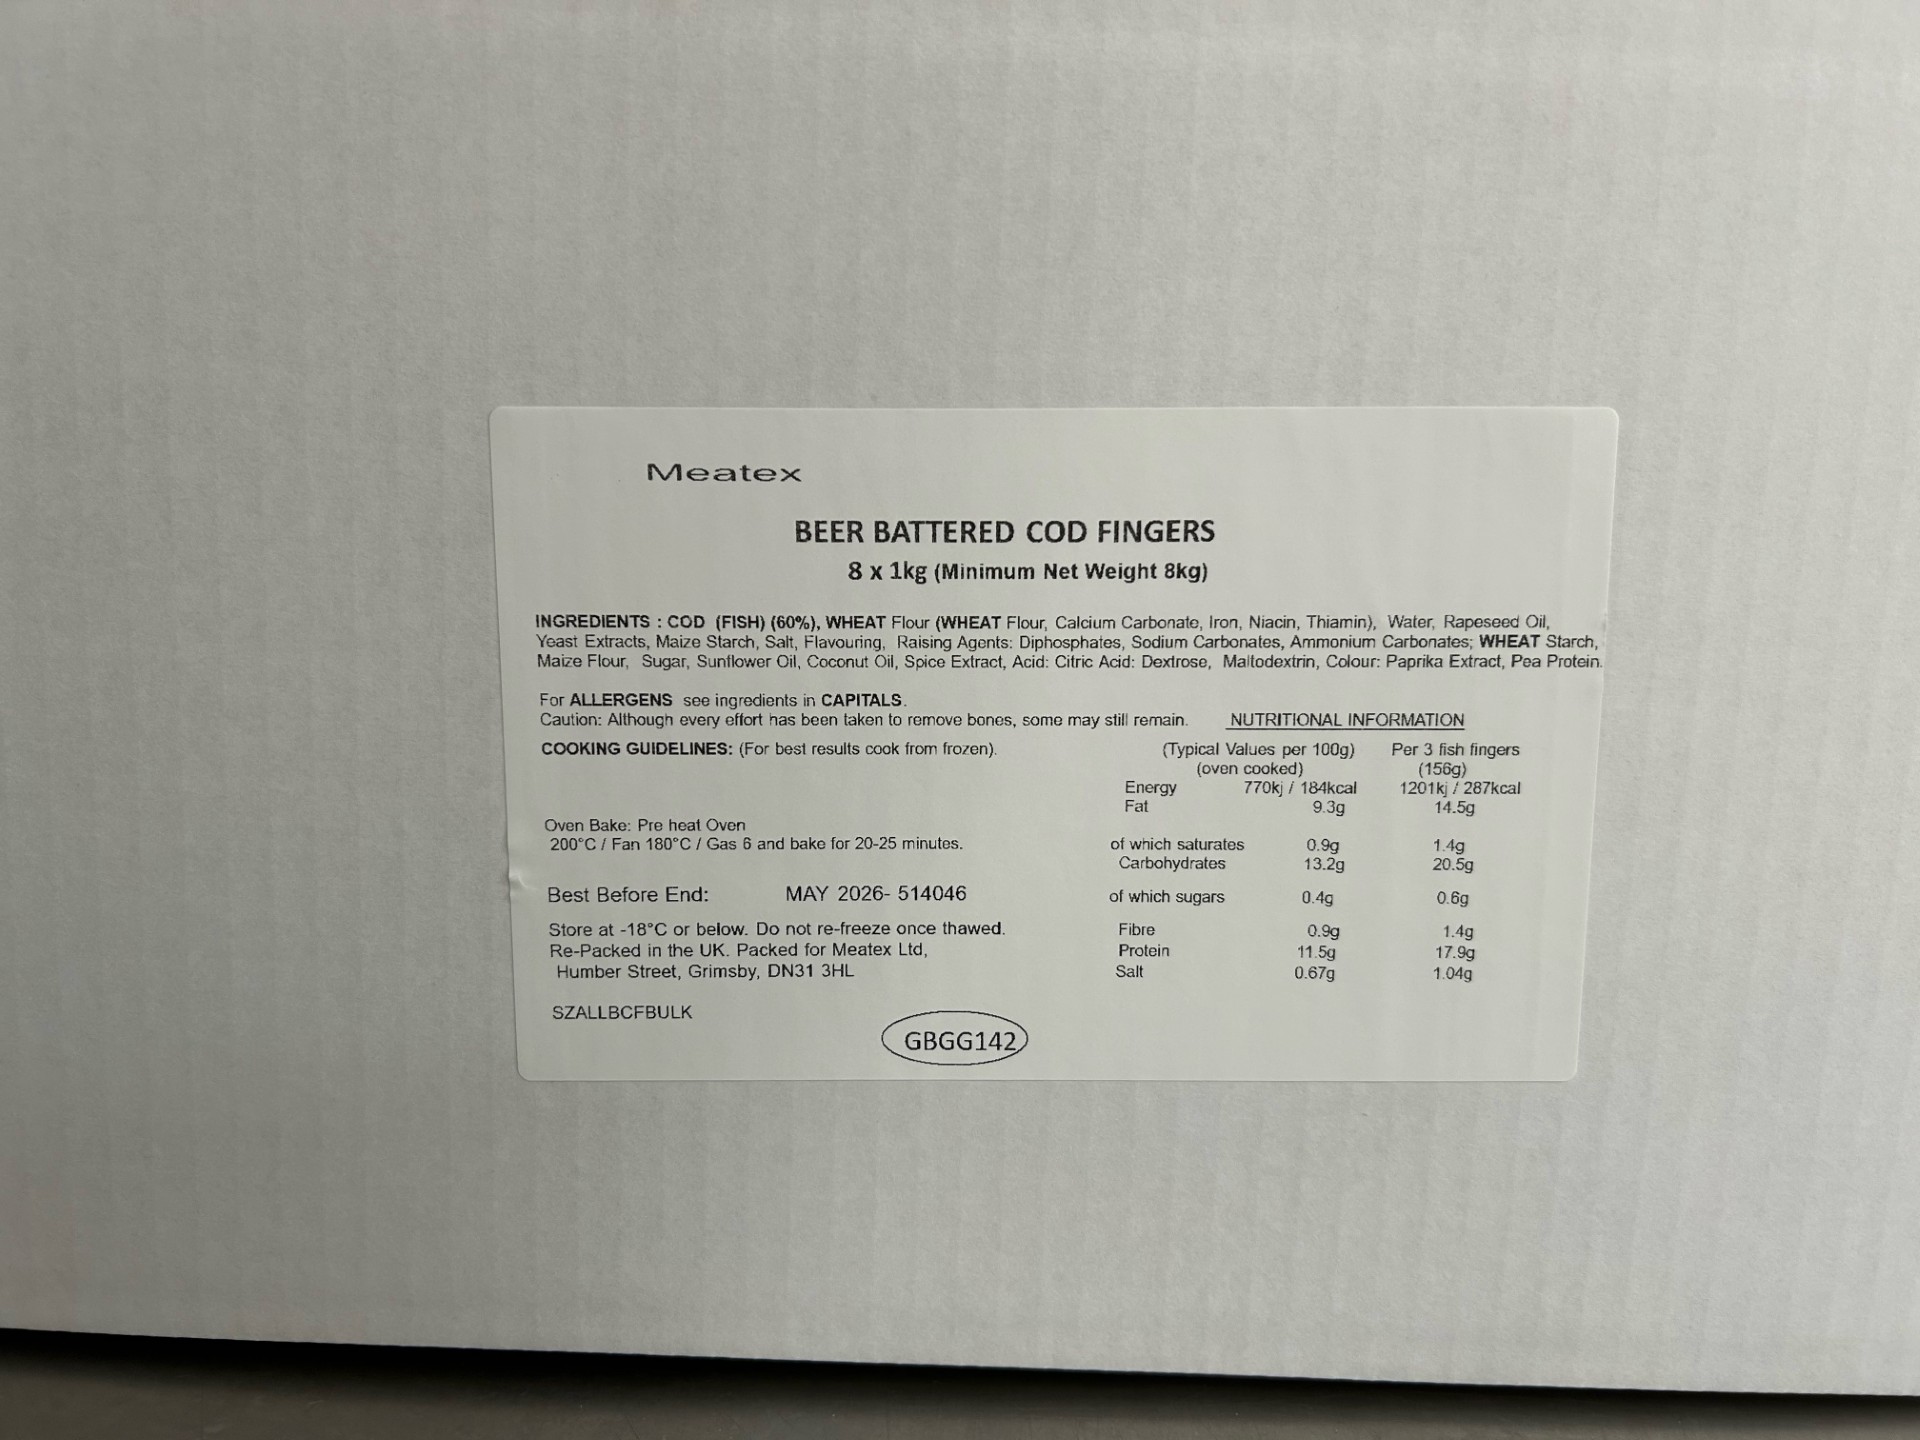 Meatex
BEER BATTERED COD FINGERS
8 x 1kg (Minimum Net Weight 8kg)
INGREDIENTS : COD (FISH) (60%), WHEAT Flour (WHEAT Flour, Calcium Carbonate, Iron, Niacin, Thiamin), Water, Rapeseed Oil,
Yeast Extracts, Maize Starch, Salt, Flavouring, Raising Agents: Diphosphates, Sodium Carbonates, Ammonium Carbonates; WHEAT Starch,
Maize Flour, Sugar, Sunflower Oil, Coconut Oil, Spice Extract, Acid: Citric Acid: Dextrose, Maltodextrin, Colour: Paprika Extract, Pea Protein.
For ALLERGENS see ingredients in CAPITALS.
Caution: Although every effort has been taken to remove bones, some may still remain.
COOKING GUIDELINES: (For best results cook from frozen).
Oven Bake: Pre heat Oven
200°C / Fan 180°C / Gas 6 and bake for 20-25 minutes.
Best Before End: MAY 2026- 514046
Store at -18°C or below. Do not re-freeze once thawed.
Re-Packed in the UK. Packed for Meatex Ltd,
Humber Street, Grimsby, DN31 3HL
SZALLBCFBULK
GBGG142
NUTRITIONAL INFORMATION
(Typical Values per 100g) Per 3 fish fingers
(oven cooked) (156g)
Energy 770kj / 184kcal 1201kj / 287kcal
Fat 9.3g 14.5g
of which saturates 0.9g 1.4g
Carbohydrates 13.2g 20.5g
of which sugars 0.4g 0.6g
Fibre 0.9g 1.4g
Protein 11.5g 17.9g
Salt 0.67g 1.04g